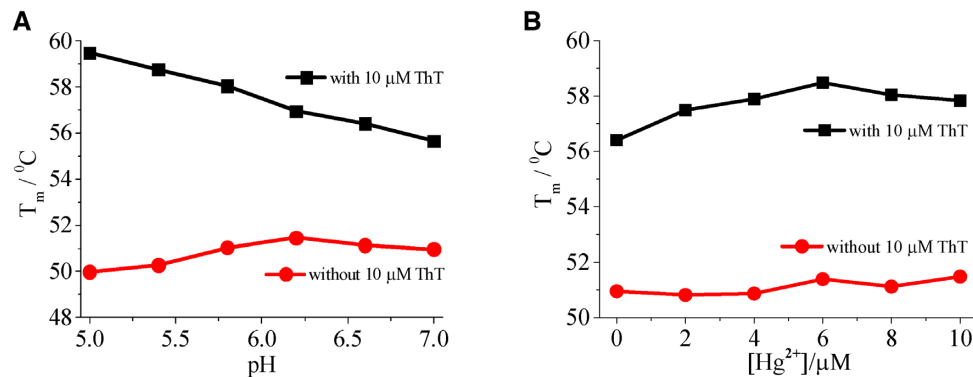 A
60
58
56
54
52
50
48
T_m / ⁰C
with 10 μM ThT
without 10 μM ThT
5.0 5.5 6.0 6.5 7.0
pH
B
60
58
56
54
52
50
T_m / ⁰C
with 10 μM ThT
without 10 μM ThT
0 2 4 6 8 10
[Hg²⁺]/μM